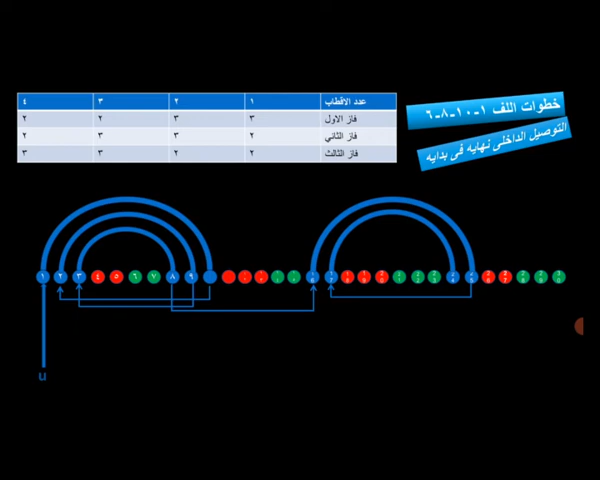 خطوات اللف ١-١٠-٨-٦
التوصيل الداخلى نهايه فى بدايه
عدد الاقطاب ١ ٢ ٣ ٤
فاز الاول ٣ ٣ ٢ ٢
فاز الثاني ٢ ٣ ٣ ٢
فاز الثالث ٢ ٢ ٣ ٣
١ ٢ ٣ ٤ ٥ ٦ ٧ ٨ ٩
u